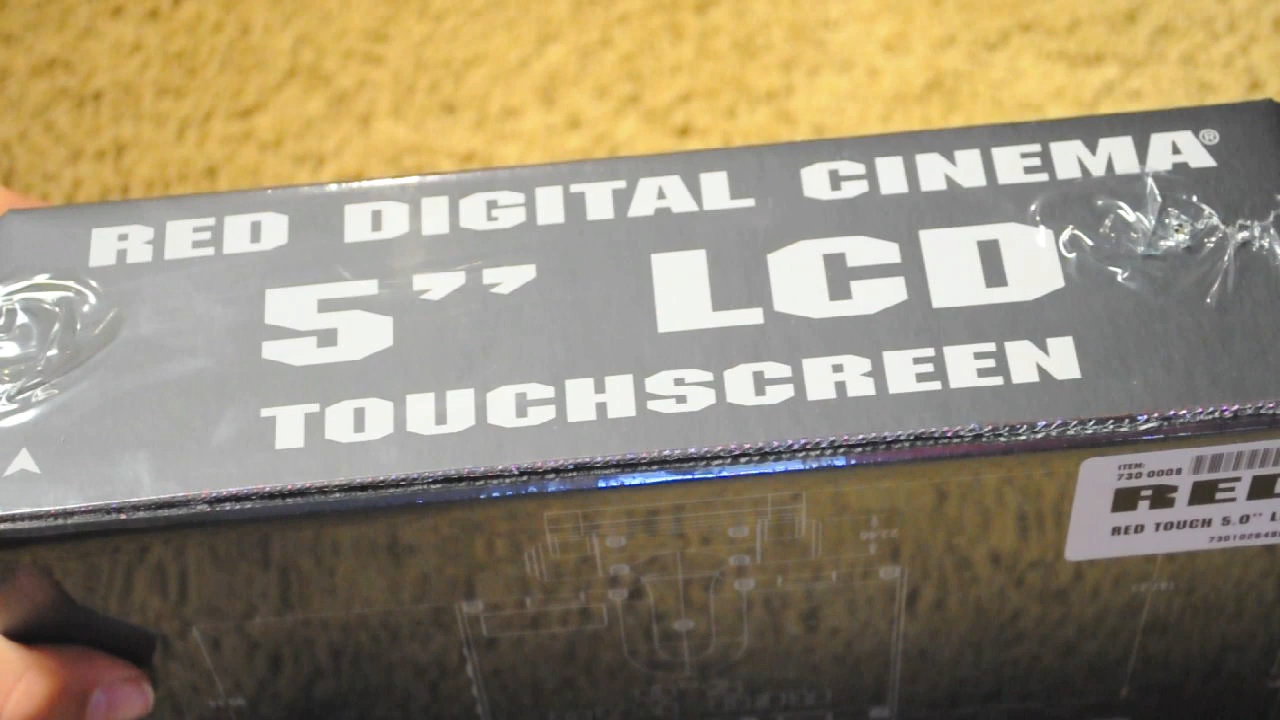 RED DIGITAL CINEMA®
5” LCD
TOUCHSCREEN
ITEM:
730-0008
RED
RED TOUCH 5.0”